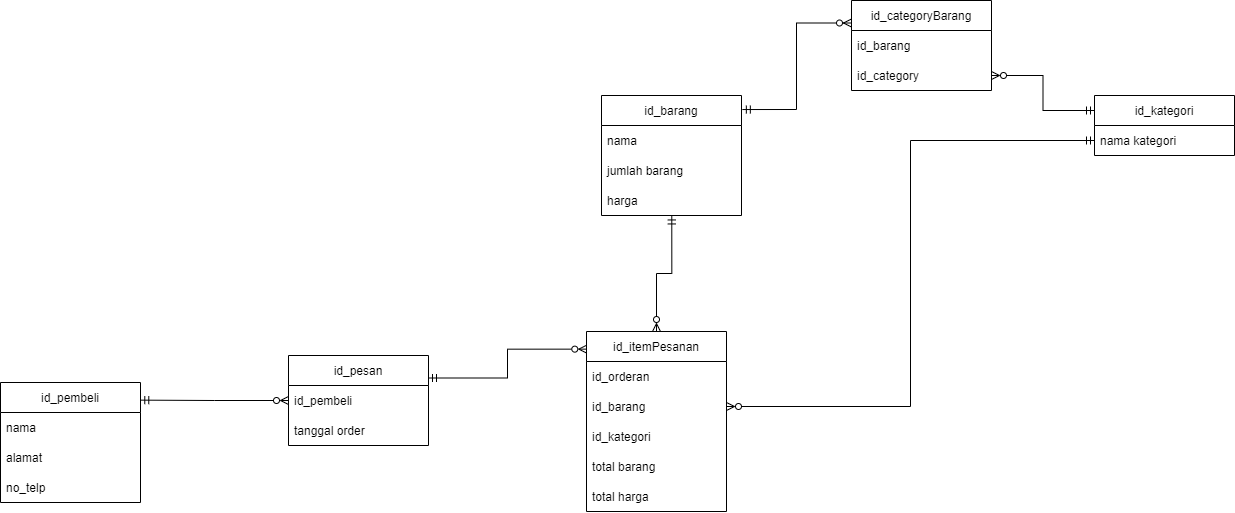 id_categoryBarang
id_barang
id_category
id_barang
nama
jumlah barang
harga
id_kategori
nama kategori
id_itemPesanan
id_orderan
id_barang
id_kategori
total barang
total harga
id_pesan
id_pembeli
tanggal order
id_pembeli
nama
alamat
no_telp